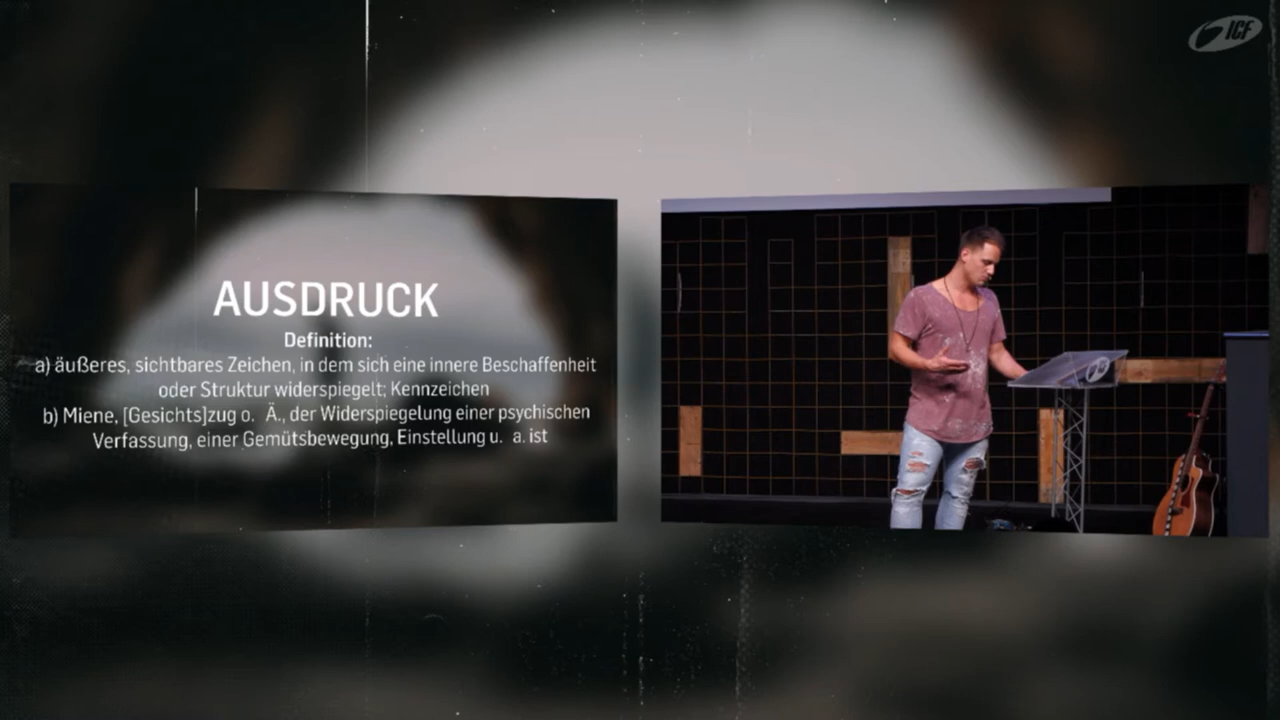 ICF
AUSDRUCK
Definition:
a) äußeres, sichtbares Zeichen, in dem sich eine innere Beschaffenheit
oder Struktur widerspiegelt; Kennzeichen
b) Miene, [Gesichts]zug o. Ä., der Widerspiegelung einer psychischen
Verfassung, einer Gemütsbewegung, Einstellung u. a. ist